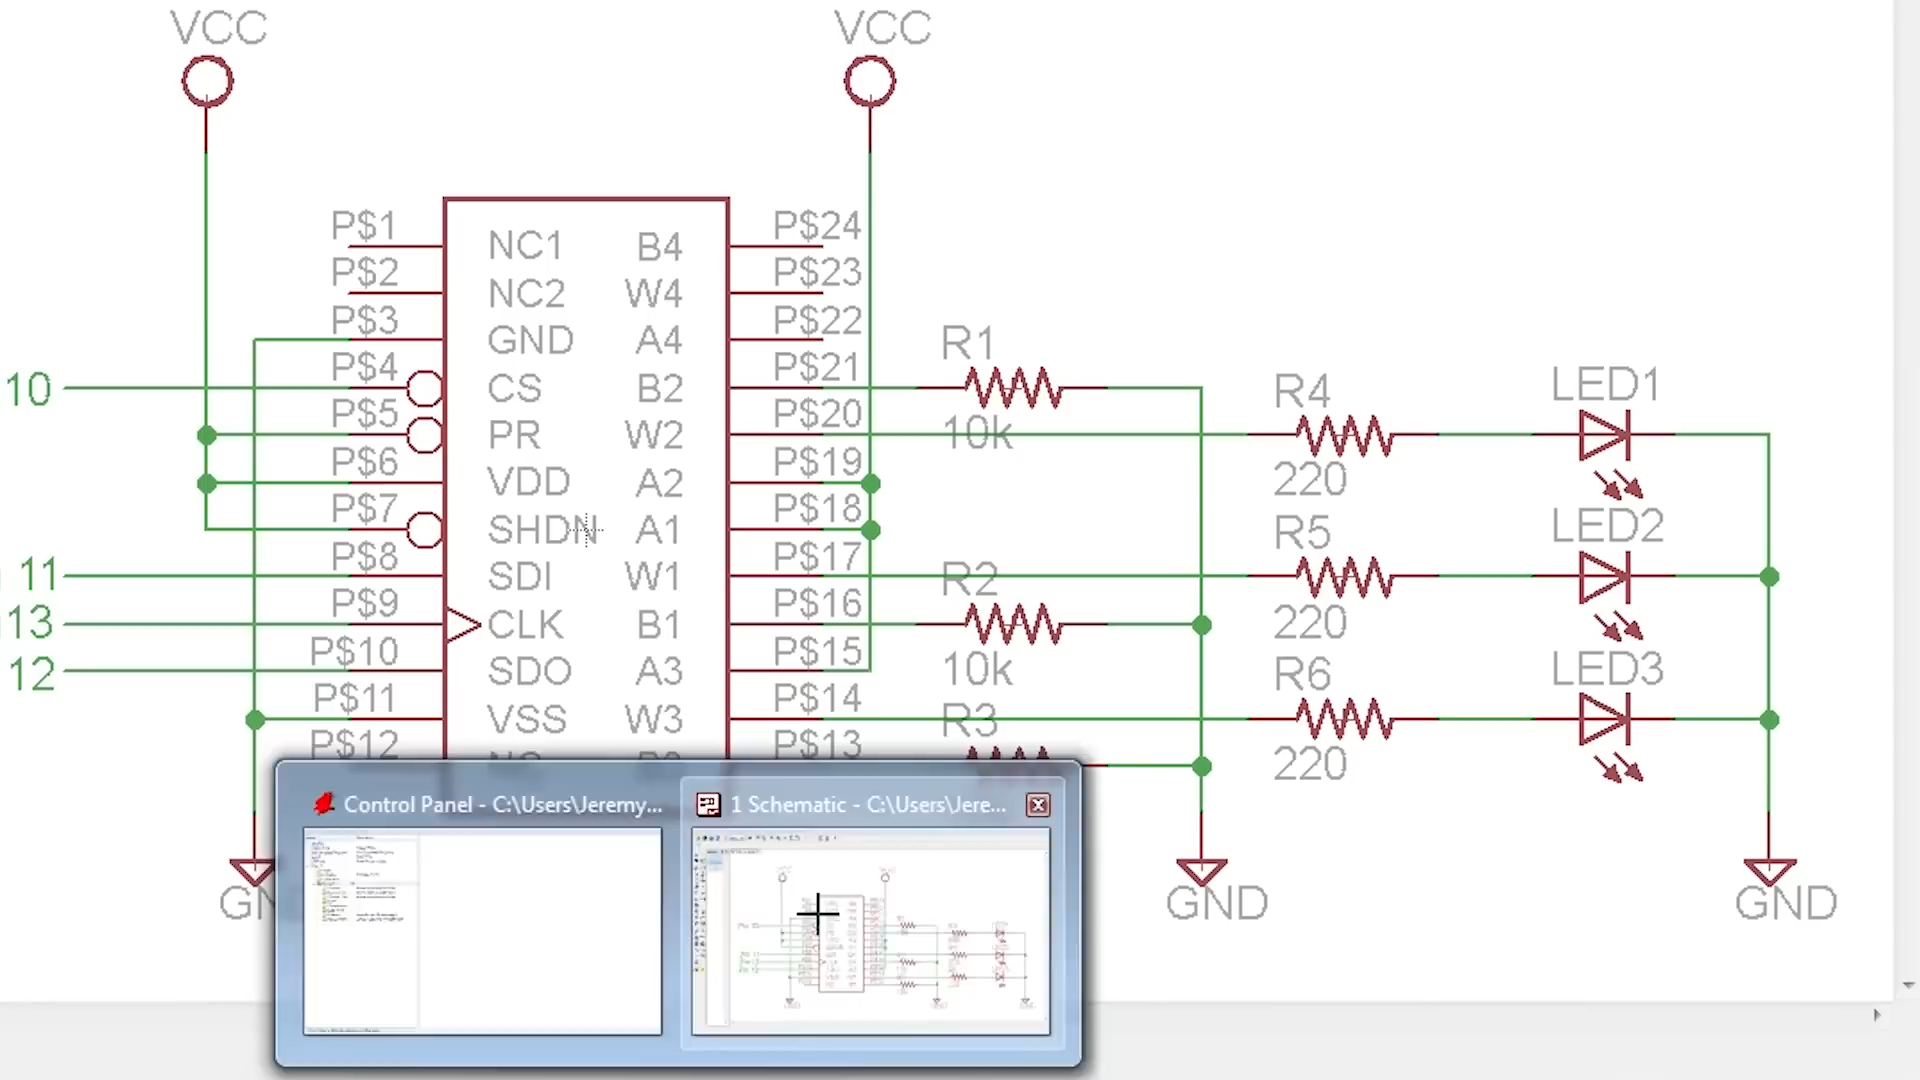 VCC
VCC
P$1
NC1
B4
P$24
P$2
NC2
W4
P$23
P$3
GND
A4
P$22
R1
10
P$4
CS
B2
P$21
10k
R4
LED1
P$5
PR
W2
P$20
220
P$6
VDD
A2
P$19
P$7
SHDN
A1
P$18
R5
LED2
11
P$8
SDI
W1
P$17
R2
220
13
P$9
CLK
B1
P$16
10k
12
P$10
SDO
A3
P$15
R6
LED3
P$11
VSS
W3
P$14
R3
220
P$12
P$13
Control Panel - C:\Users\Jeremy...
1 Schematic - C:\Users\Jere...
GND
GND